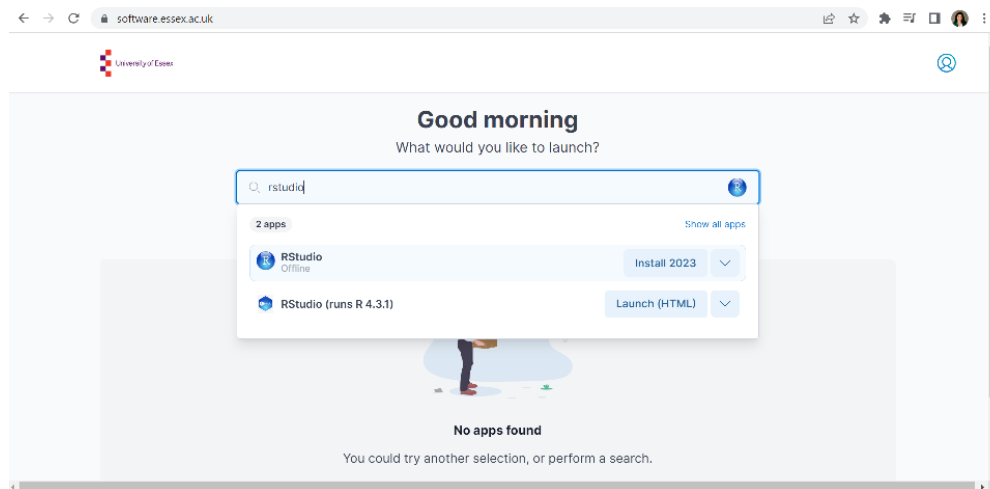 software.essex.ac.uk
University of Essex
Good morning
What would you like to launch?
rstudio
2 apps
Show all apps
RStudio
Offline
Install 2023
RStudio (runs R 4.3.1)
Launch (HTML)
No apps found
You could try another selection, or perform a search.